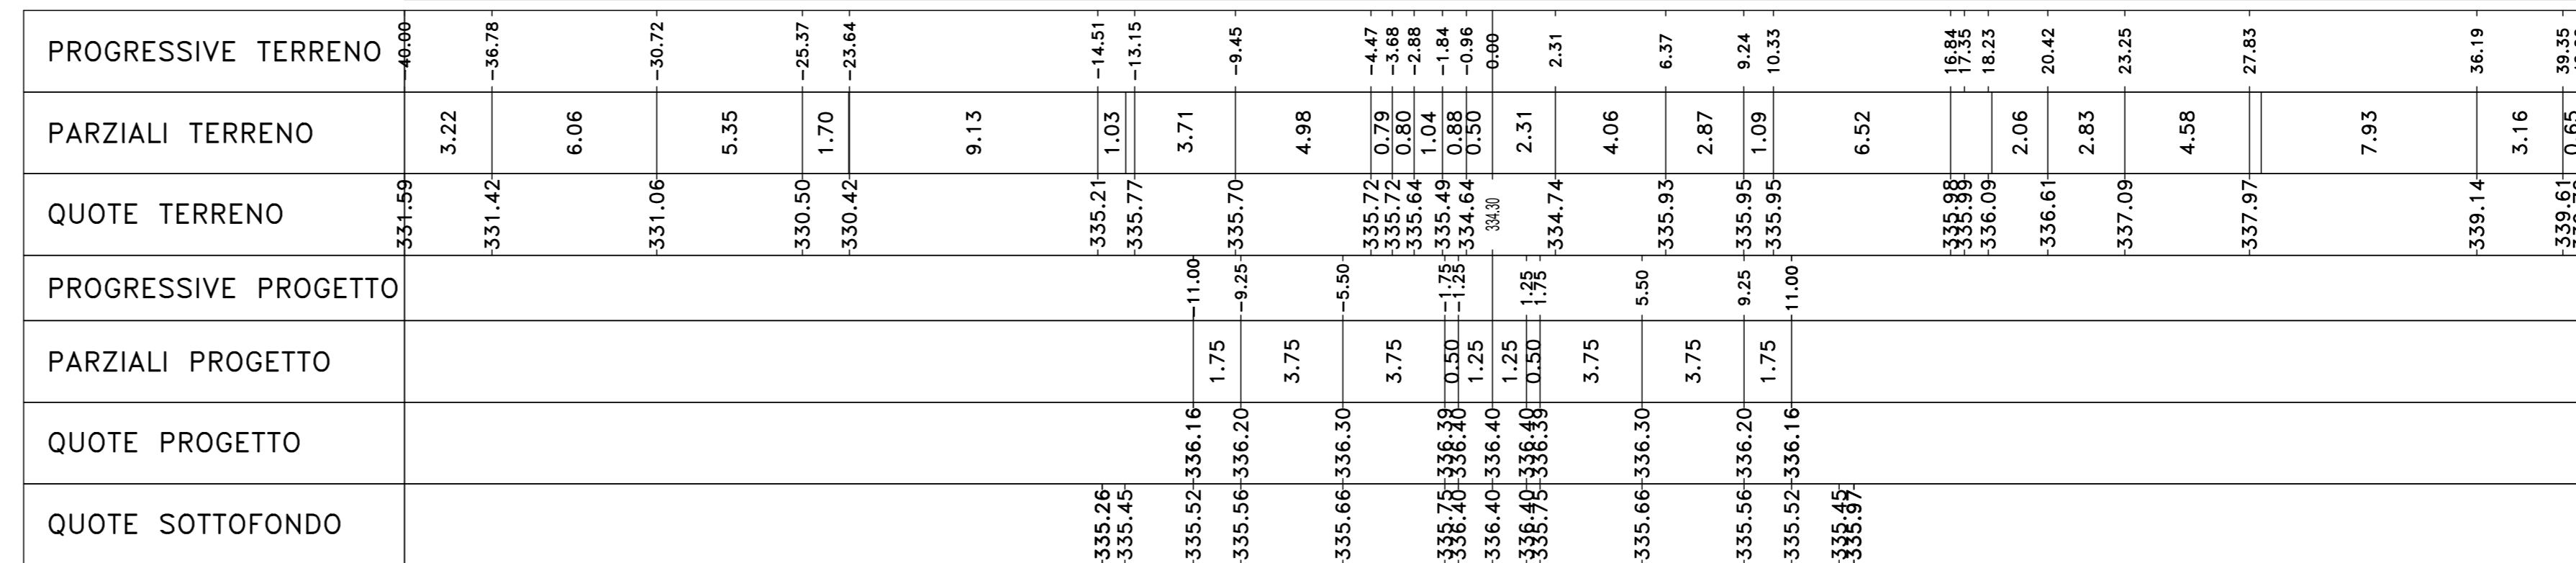 PROGRESSIVE TERRENO -40.00 -36.78 -30.72 -25.37 -23.64 -14.51 -13.15 -9.45 -4.47 -3.68 -2.88 -1.84 -0.96 0.00 2.31 6.37 9.24 10.33 16.84 17.35 18.23 20.42 23.25 27.83 36.19 39.35
PARZIALI TERRENO 3.22 6.06 5.35 1.70 9.13 1.03 3.71 4.98 0.79 0.80 1.04 0.88 0.50 2.31 4.06 2.87 1.09 6.52 2.06 2.83 4.58 7.93 3.16 0.65
QUOTE TERRENO 331.59 331.42 331.06 330.50 330.42 335.21 335.77 335.70 335.72 335.72 335.64 335.49 334.64 334.30 334.74 335.93 335.95 335.95 335.98 335.99 336.09 336.61 337.09 337.97 339.14 339.61
PROGRESSIVE PROGETTO -11.00 -9.25 -5.50 -1.75 -1.25 1.25 1.75 5.50 9.25 11.00
PARZIALI PROGETTO 1.75 3.75 3.75 0.50 1.25 1.25 0.50 3.75 3.75 1.75
QUOTE PROGETTO 336.16 336.20 336.30 336.39 336.40 336.40 336.40 336.39 336.30 336.20 336.16
QUOTE SOTTOFONDO 335.26 335.45 335.52 335.56 335.66 335.75 336.40 336.40 336.40 335.75 335.66 335.56 335.52 335.45 335.97